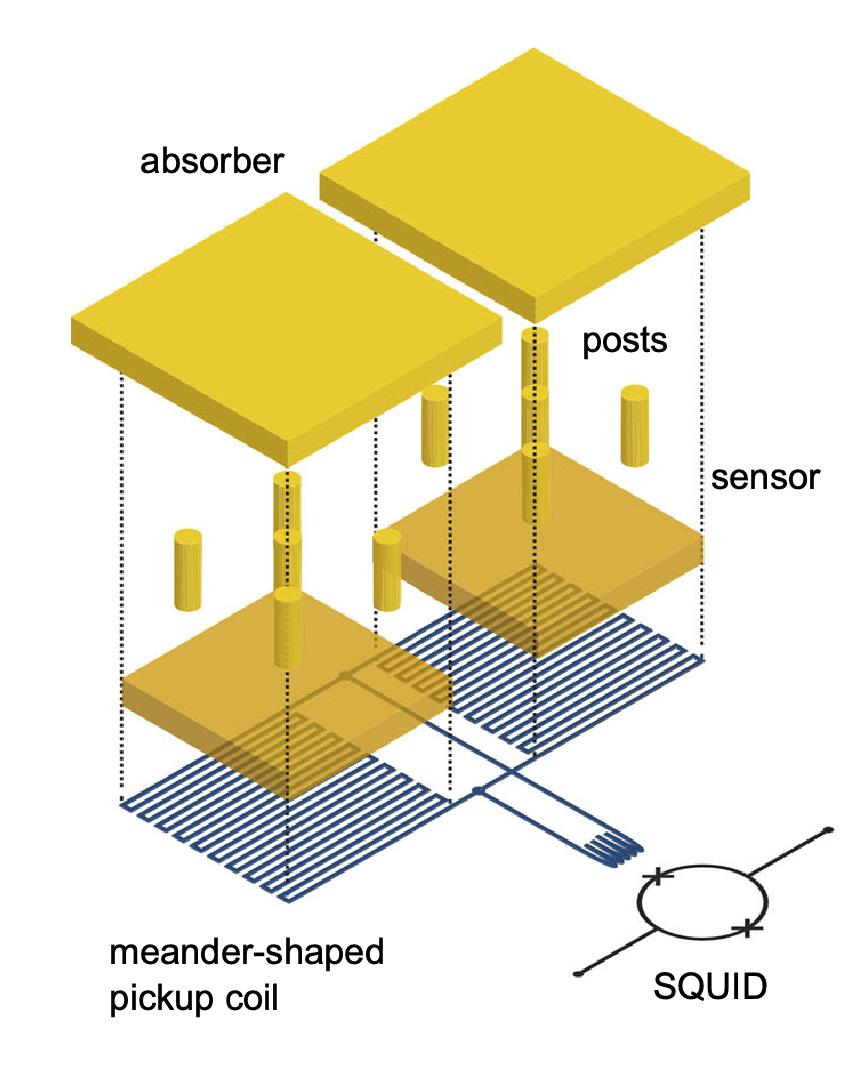 absorber
posts
sensor
meander-shaped
pickup coil
SQUID